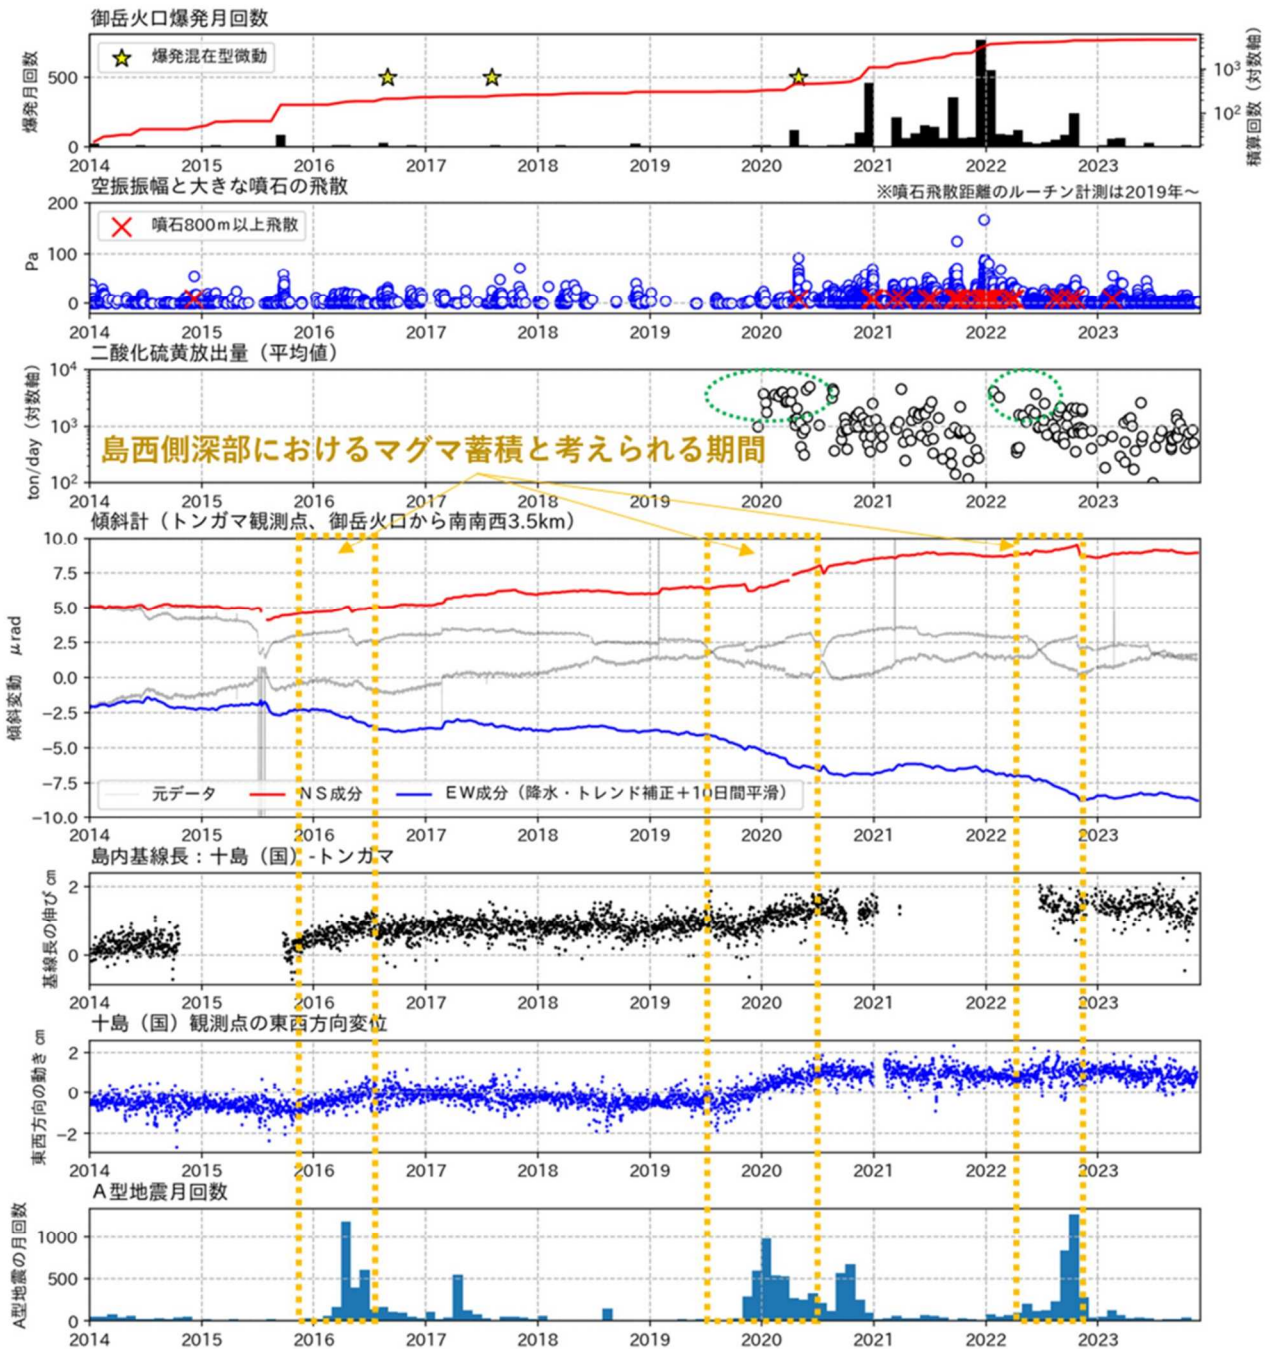 御岳火口爆発月回数
爆発月回数
積算回数（対数軸）
爆発混在型微動
500
0
10³
10²
2014 2015 2016 2017 2018 2019 2020 2021 2022 2023
空振振幅と大きな噴石の飛散
※噴石飛散距離のルーチン計測は2019年～
Pa
噴石800ｍ以上飛散
200
100
0
2014 2015 2016 2017 2018 2019 2020 2021 2022 2023
二酸化硫黄放出量（平均値）
ton/day（対数軸）
10⁴
10³
10²
島西側深部におけるマグマ蓄積と考えられる期間
2014 2015 2016 2017 2018 2019 2020 2021 2022 2023
傾斜計（トンガマ観測点、御岳火口から南南西3.5km）
傾斜変動　μrad
10.0
7.5
5.0
2.5
0.0
−2.5
−5.0
−7.5
−10.0
元データ
ＮＳ成分
ＥＷ成分（降水・トレンド補正＋10日間平滑）
2014 2015 2016 2017 2018 2019 2020 2021 2022 2023
島内基線長：十島（国）-トンガマ
基線長の伸び ㎝
2
0
2014 2015 2016 2017 2018 2019 2020 2021 2022 2023
十島（国）観測点の東西方向変位
東西方向の動き ㎝
2
0
−2
2014 2015 2016 2017 2018 2019 2020 2021 2022 2023
Ａ型地震月回数
A型地震の月回数
1000
500
0
2014 2015 2016 2017 2018 2019 2020 2021 2022 2023